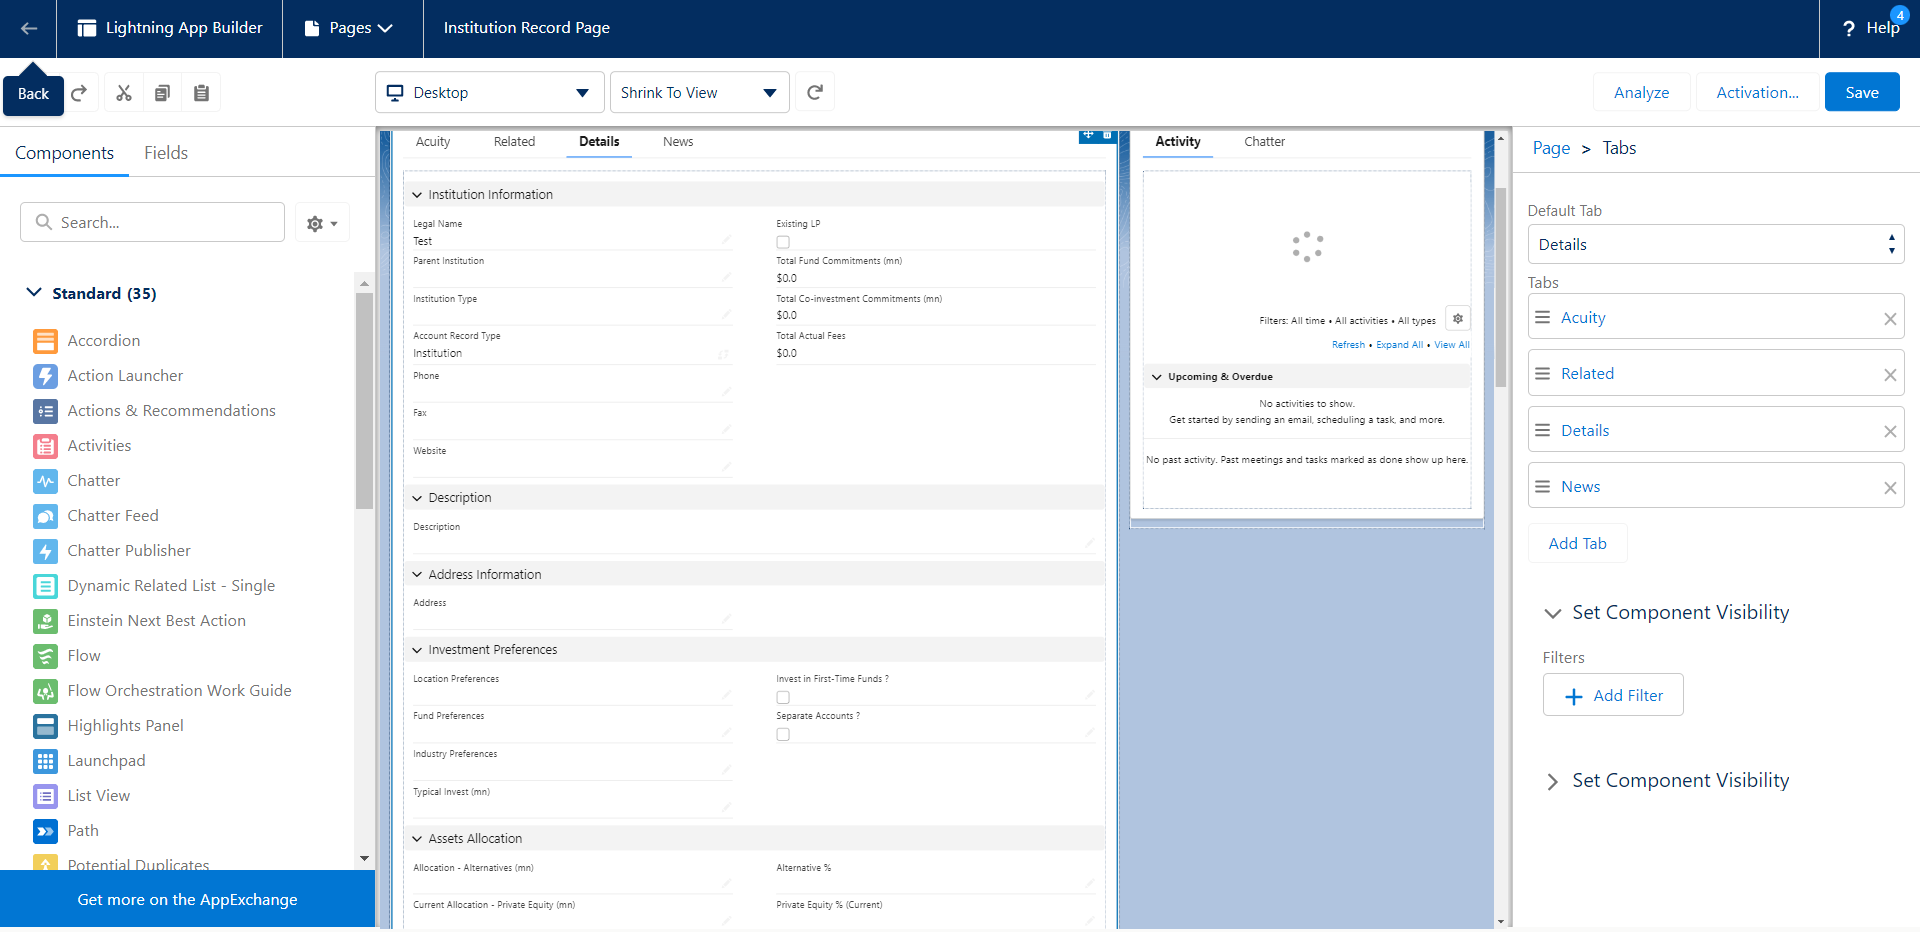 Lightning App Builder
Pages
Institution Record Page
? Help
4
Back
Desktop
Shrink To View
Analyze
Activation...
Save
Components
Fields
Search...
Standard (35)
Accordion
Action Launcher
Actions & Recommendations
Activities
Chatter
Chatter Feed
Chatter Publisher
Dynamic Related List - Single
Einstein Next Best Action
Flow
Flow Orchestration Work Guide
Highlights Panel
Launchpad
List View
Path
Potential Duplicates
Get more on the AppExchange
Acuity
Related
Details
News
Institution Information
Legal Name
Test
Existing LP
Parent Institution
Total Fund Commitments (mn)
$0.0
Institution Type
Total Co-investment Commitments (mn)
$0.0
Account Record Type
Institution
Total Actual Fees
$0.0
Phone
Fax
Website
Description
Description
Address Information
Address
Investment Preferences
Location Preferences
Invest in First-Time Funds ?
Fund Preferences
Separate Accounts ?
Industry Preferences
Typical Invest (mn)
Assets Allocation
Allocation - Alternatives (mn)
Alternative %
Current Allocation - Private Equity (mn)
Private Equity % (Current)
Activity
Chatter
Filters: All time • All activities • All types
Refresh • Expand All • View All
Upcoming & Overdue
No activities to show.
Get started by sending an email, scheduling a task, and more.
No past activity. Past meetings and tasks marked as done show up here.
Page > Tabs
Default Tab
Details
Tabs
Acuity
Related
Details
News
Add Tab
Set Component Visibility
Filters
Add Filter
Set Component Visibility